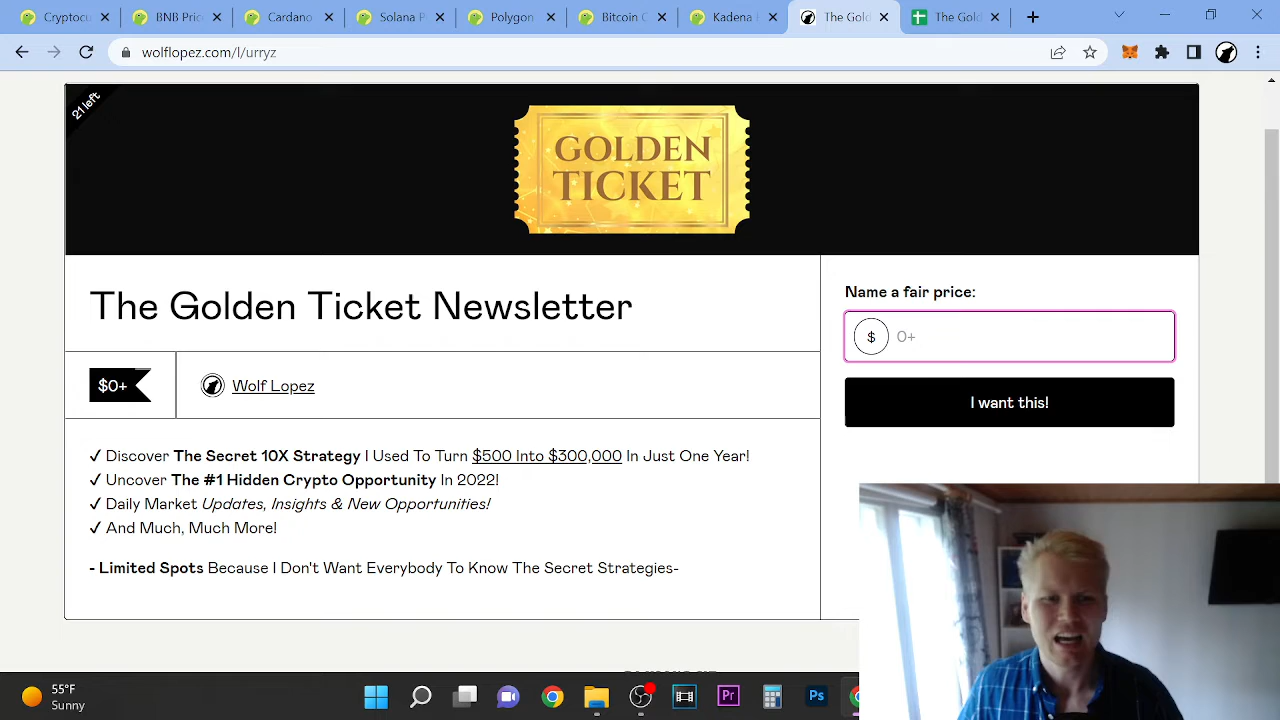 Cryptocu
BNB Pric
Cardano
Solana P
Polygon
Bitcoin C
Kadena
The Gold
The Gold
wolflopez.com/l/urryz
21 left
GOLDEN
TICKET
The Golden Ticket Newsletter
$0+
Wolf Lopez
✓ Discover The Secret 10X Strategy I Used To Turn $500 Into $300,000 In Just One Year!
✓ Uncover The #1 Hidden Crypto Opportunity In 2022!
✓ Daily Market Updates, Insights & New Opportunities!
✓ And Much, Much More!
- Limited Spots Because I Don't Want Everybody To Know The Secret Strategies-
Name a fair price:
$ 0+
I want this!
55°F
Sunny
Pr
Ps